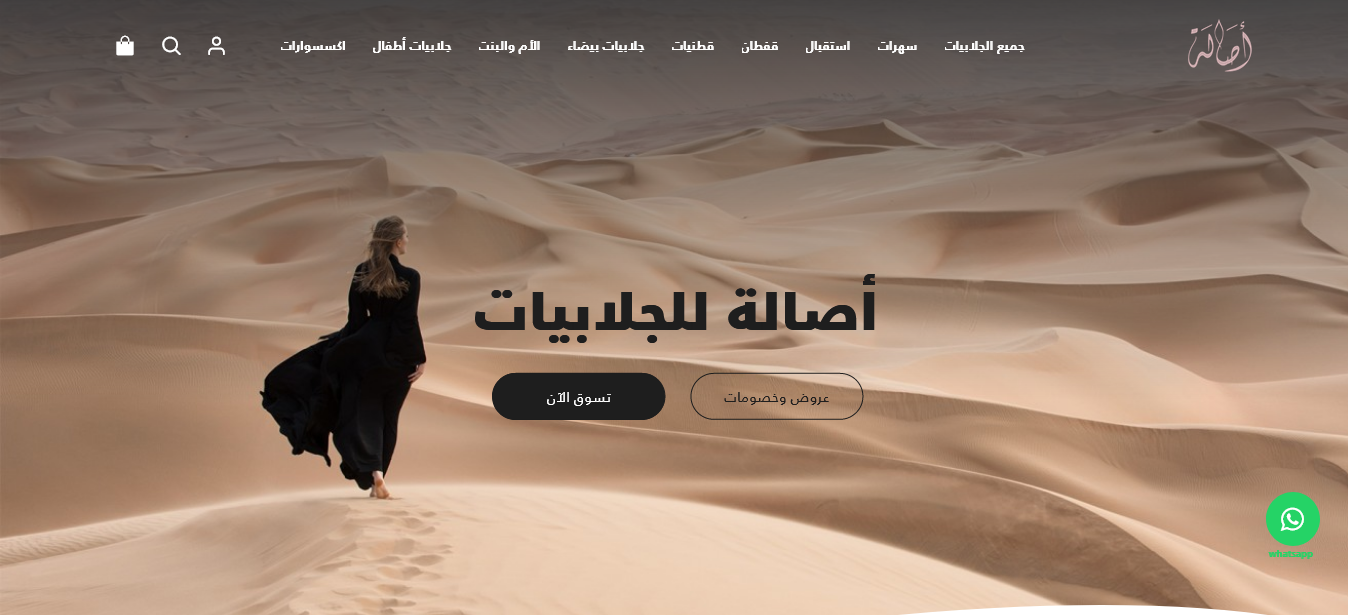 أصالة
جميع الجلابيات سهرات استقبال قفطان قطنيات جلابيات بيضاء الأم والبنت جلابيات أطفال اكسسوارات
أصالة للجلابيات
عروض وخصومات
تسوق الآن
whatsapp